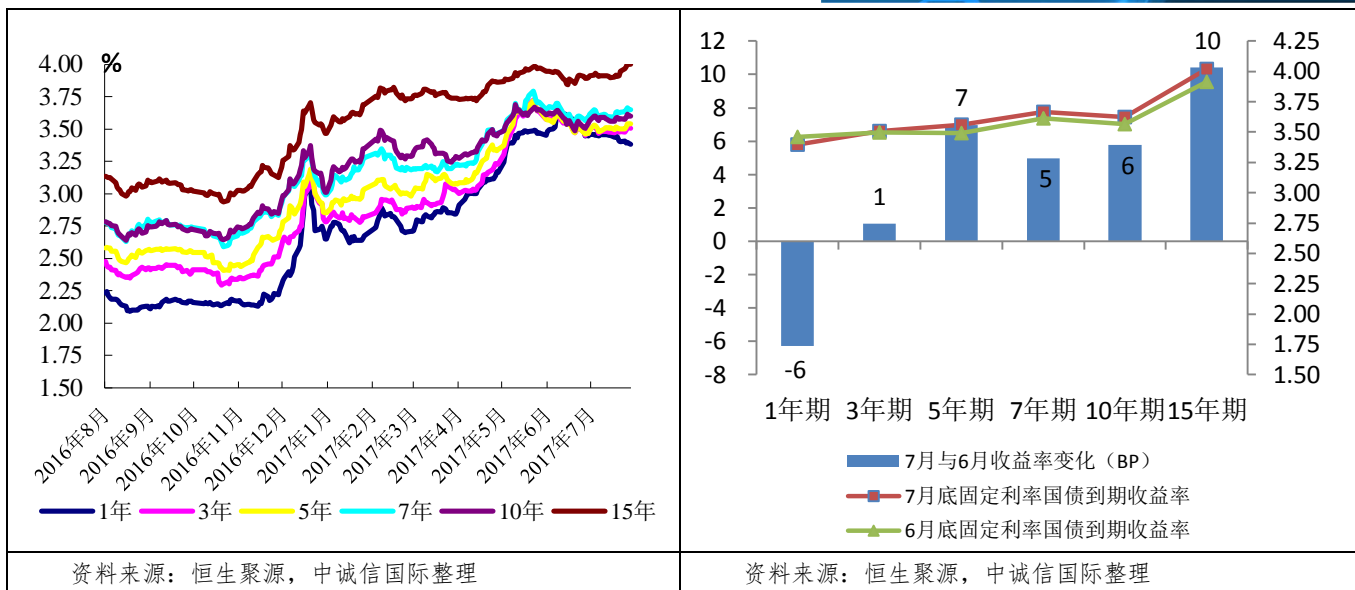 %
4.00
3.75
3.50
3.25
3.00
2.75
2.50
2.25
2.00
1.75
1.50
2016年8月
2016年9月
2016年10月
2016年11月
2016年12月
2017年1月
2017年2月
2017年3月
2017年4月
2017年5月
2017年6月
2017年7月
1年 3年 5年 7年 10年 15年
资料来源：恒生聚源，中诚信国际整理
12
10
8
6
4
2
0
-2
-4
-6
-8
-6
1
7
5
6
10
4.25
4.00
3.75
3.50
3.25
3.00
2.75
2.50
2.25
2.00
1.75
1.50
1年期 3年期 5年期 7年期 10年期 15年期
7月与6月收益率变化（BP）
7月底固定利率国债到期收益率
6月底固定利率国债到期收益率
资料来源：恒生聚源，中诚信国际整理